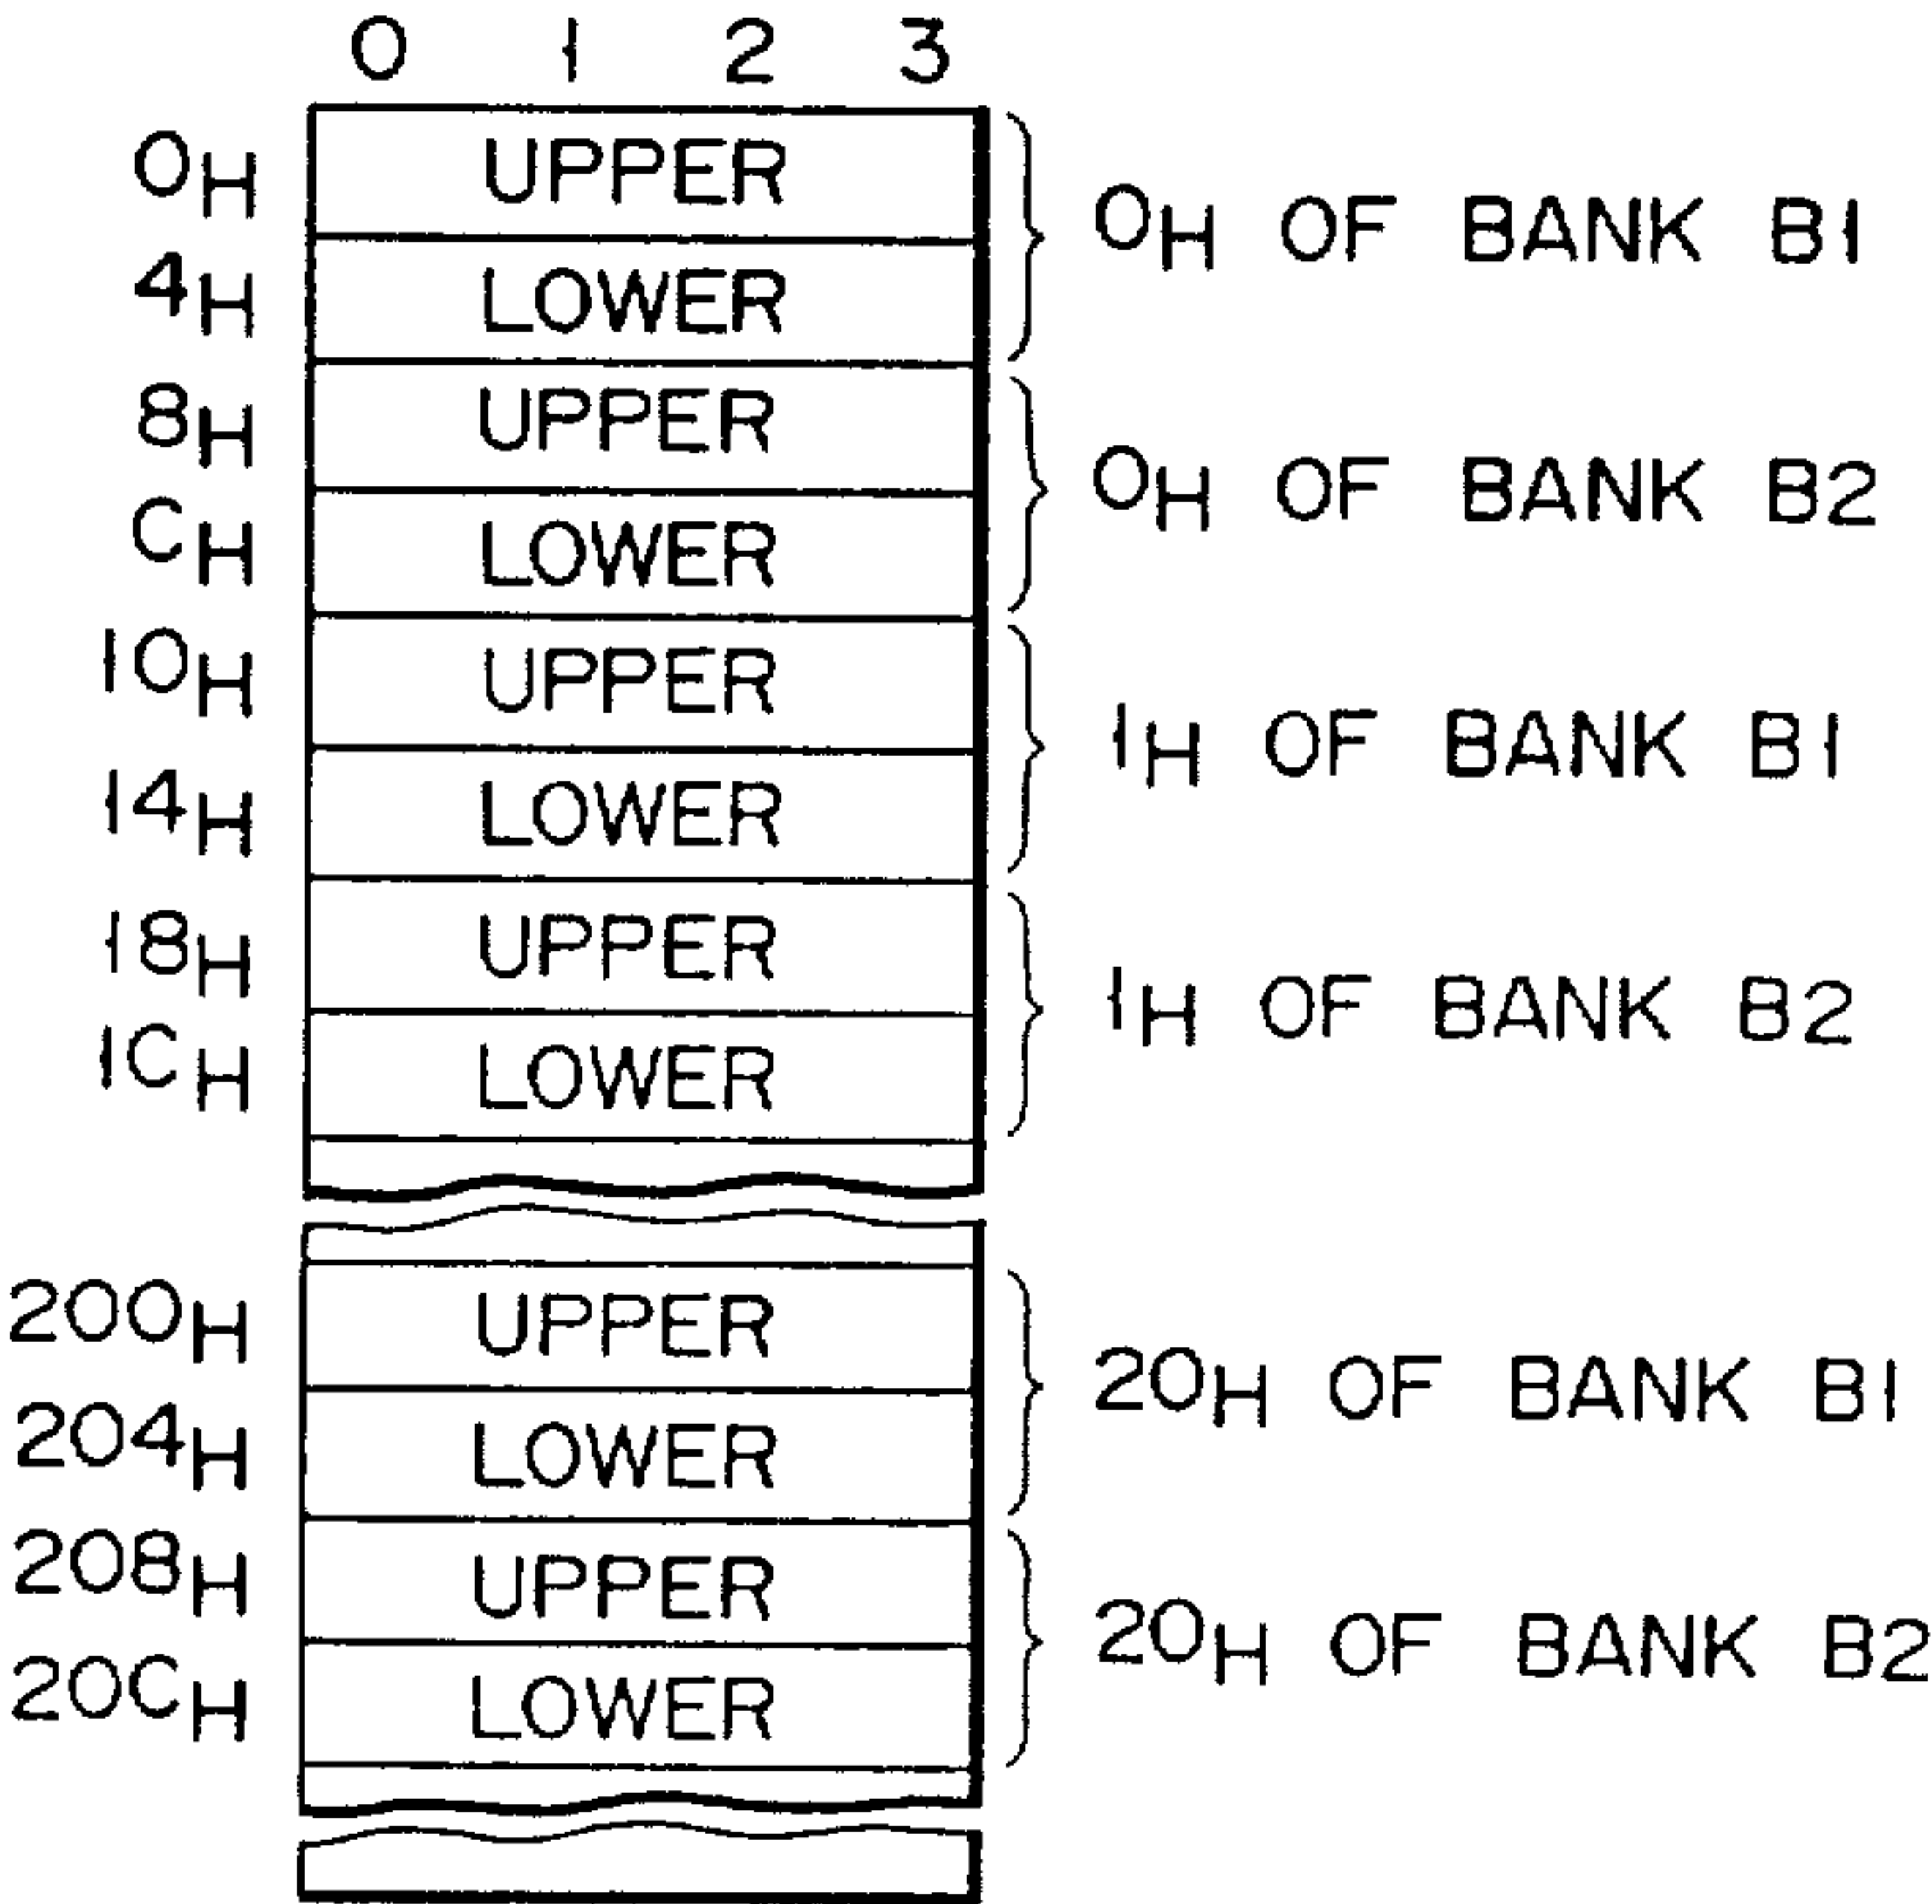 0 1 2 3
0H UPPER
0H OF BANK B1
4H LOWER
8H UPPER
0H OF BANK B2
CH LOWER
10H UPPER
1H OF BANK B1
14H LOWER
18H UPPER
1H OF BANK B2
1CH LOWER
200H UPPER
20H OF BANK B1
204H LOWER
208H UPPER
20H OF BANK B2
20CH LOWER